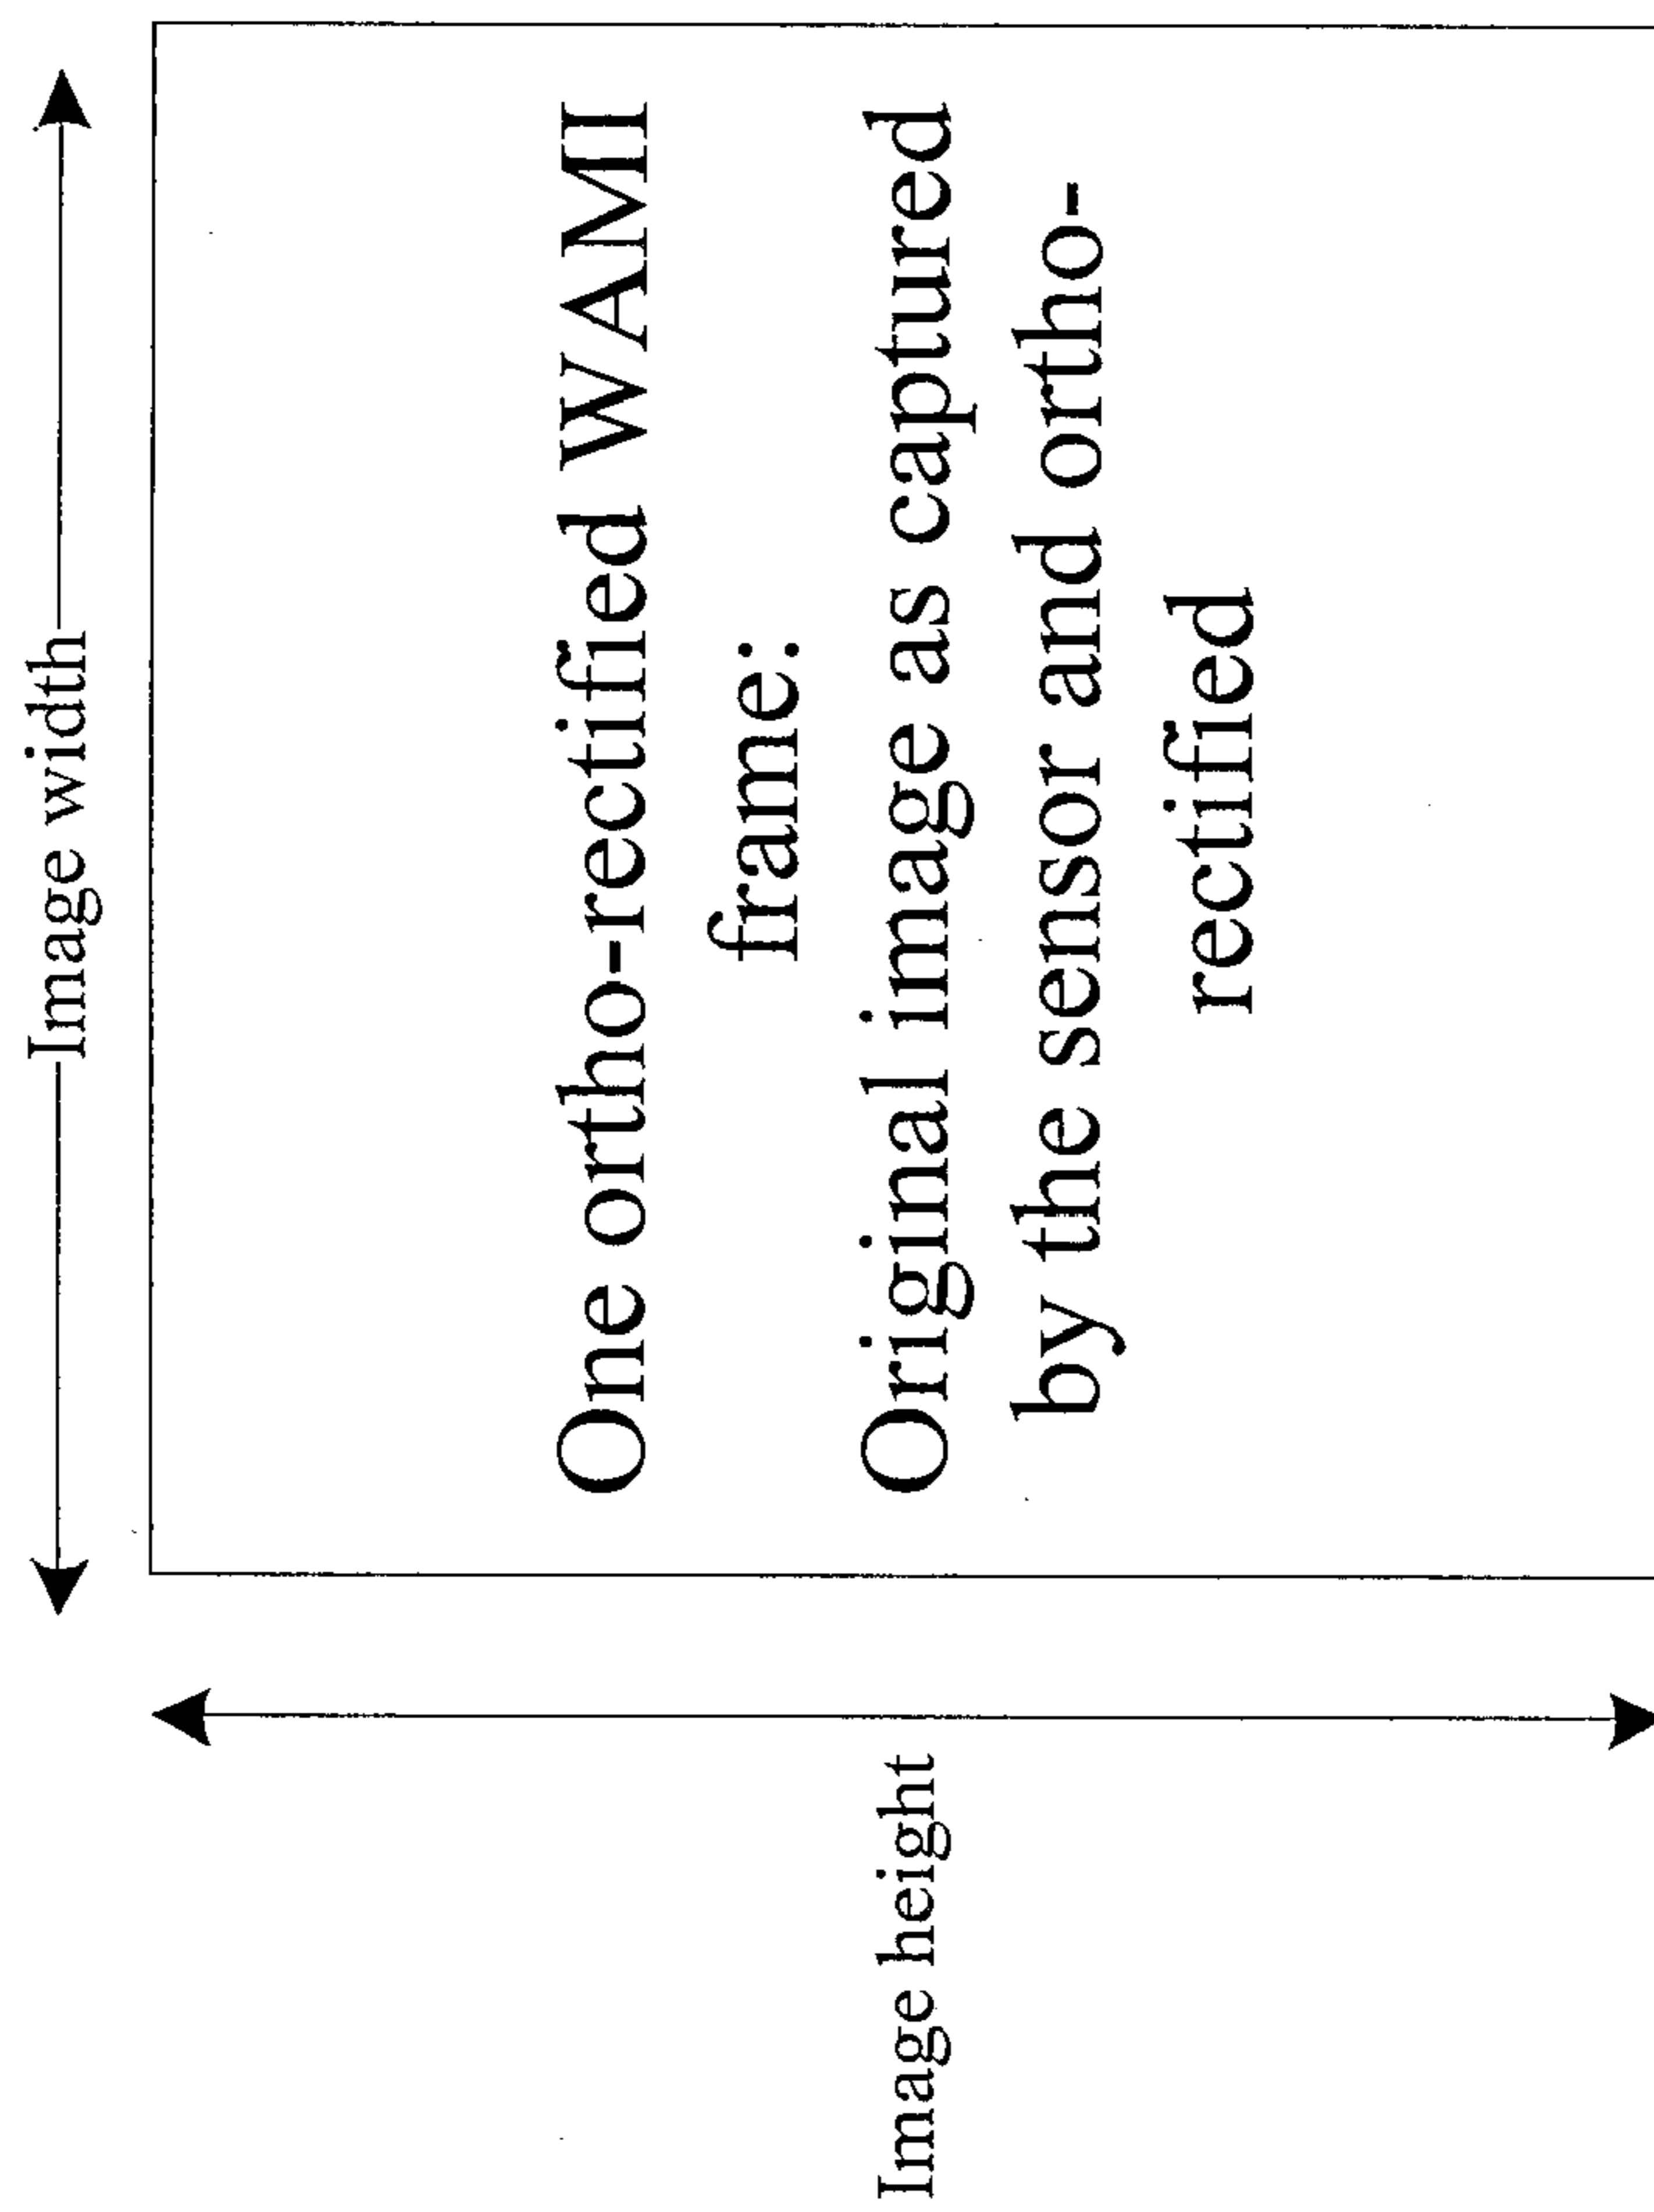 Image width
One ortho-rectified WAMI
frame:
Original image as captured
by the sensor and ortho-
rectified
Image height